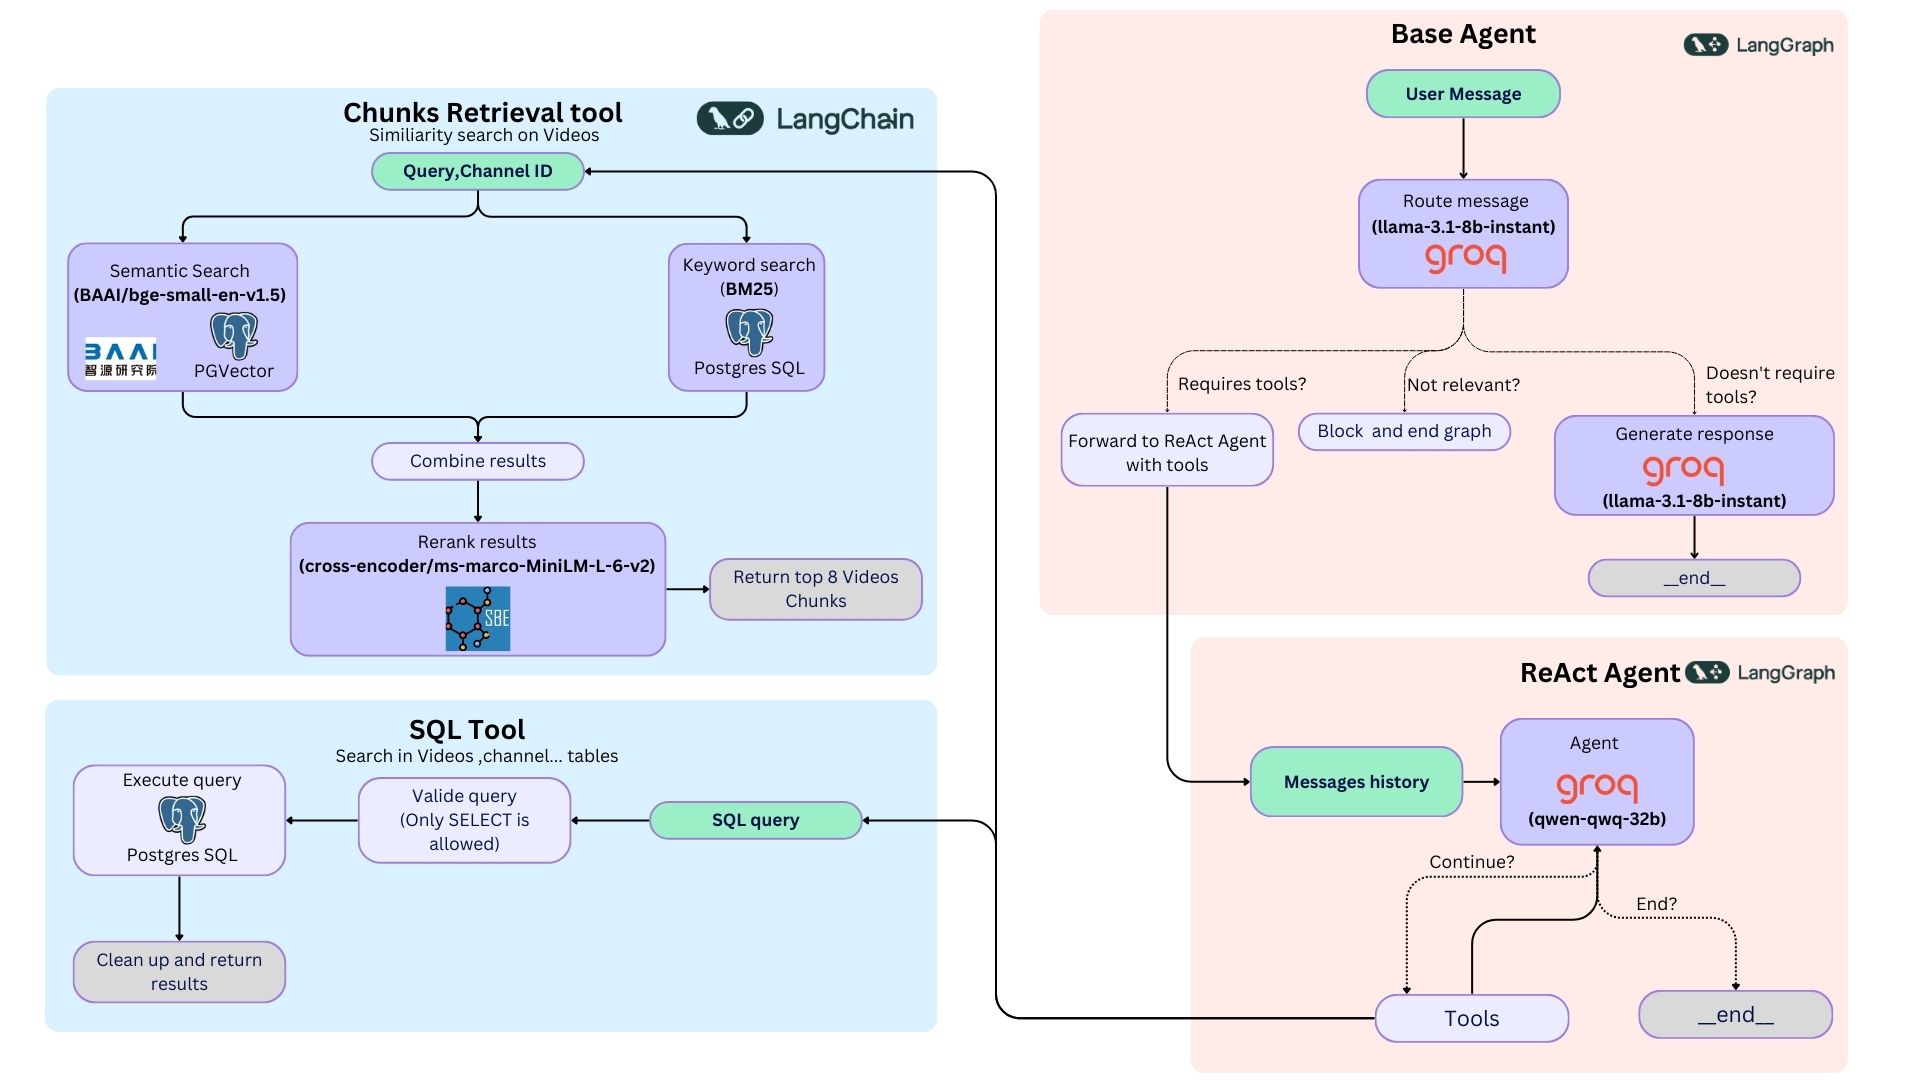 Chunks Retrieval tool
Similiarity search on Videos
LangChain
Query,Channel ID
Semantic Search
(BAAI/bge-small-en-v1.5)
BAAI
智源研究院
PGVector
Keyword search
(BM25)
Postgres SQL
Combine results
Rerank results
(cross-encoder/ms-marco-MiniLM-L-6-v2)
SBE
Return top 8 Videos
Chunks
SQL Tool
Search in Videos ,channel... tables
Execute query
Postgres SQL
Valide query
(Only SELECT is
allowed)
SQL query
Clean up and return
results
Base Agent
LangGraph
User Message
Route message
(llama-3.1-8b-instant)
groq
Requires tools?
Not relevant?
Doesn't require
tools?
Forward to ReAct Agent
with tools
Block and end graph
Generate response
groq
(llama-3.1-8b-instant)
__end__
ReAct Agent
LangGraph
Messages history
Agent
groq
(qwen-qwq-32b)
Continue?
End?
Tools
__end__